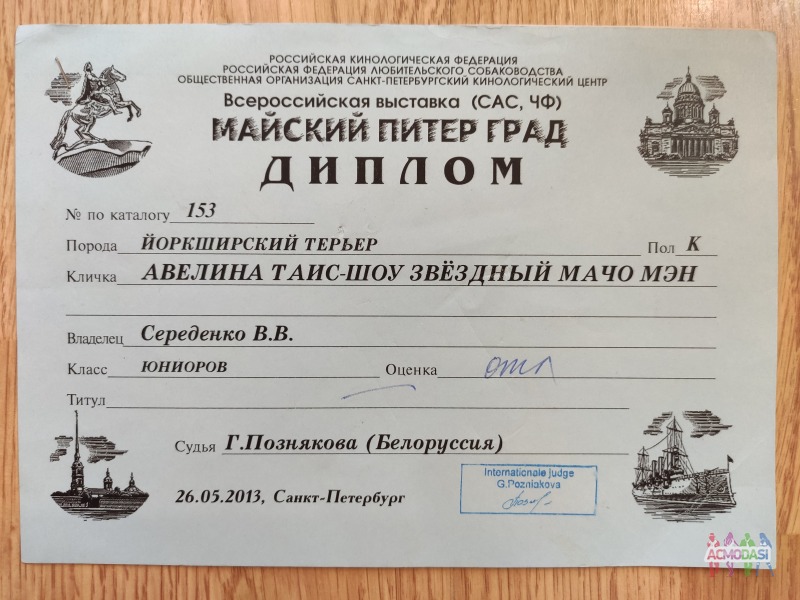 РОССИЙСКАЯ КИНОЛОГИЧЕСКАЯ ФЕДЕРАЦИЯ
РОССИЙСКАЯ ФЕДЕРАЦИЯ ЛЮБИТЕЛЬСКОГО СОБАКОВОДСТВА
ОБЩЕСТВЕННАЯ ОРГАНИЗАЦИЯ САНКТ-ПЕТЕРБУРГСКИЙ КИНОЛОГИЧЕСКИЙ ЦЕНТР
Всероссийская выставка (САС, ЧФ)
МАЙСКИЙ ПИТЕР ГРАД
ДИПЛОМ
№ по каталогу 153
Порода ЙОРКШИРСКИЙ ТЕРЬЕР Пол К
Кличка АВЕЛИНА ТАИС-ШОУ ЗВЁЗДНЫЙ МАЧО МЭН
Владелец Середенко В.В.
Класс ЮНИОРОВ Оценка отл
Титул
Судья Г.Познякова (Белоруссия)
Internationale judge
G.Pozniakova
26.05.2013, Санкт-Петербург
ACMODASI